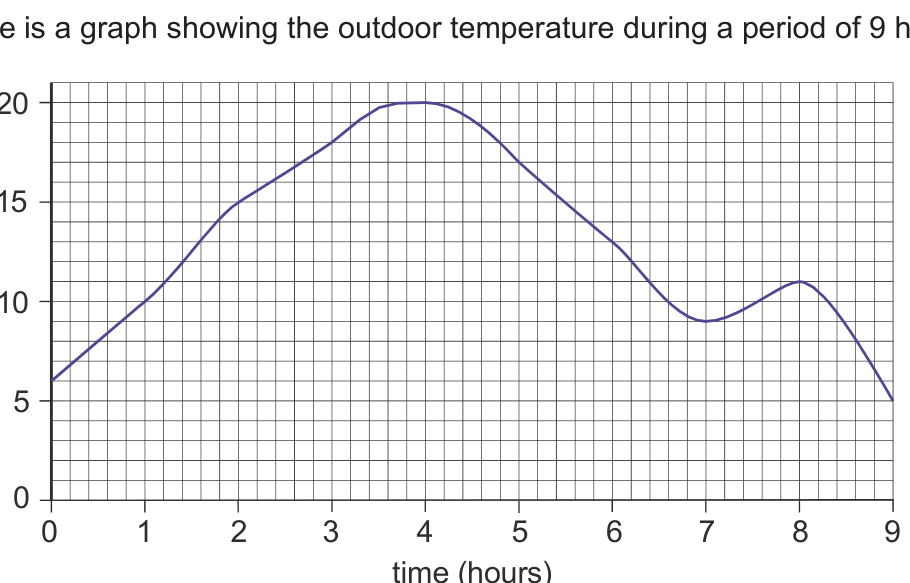 e is a graph showing the outdoor temperature during a period of 9 h
20
15
10
5
0
0 1 2 3 4 5 6 7 8 9
time (hours)